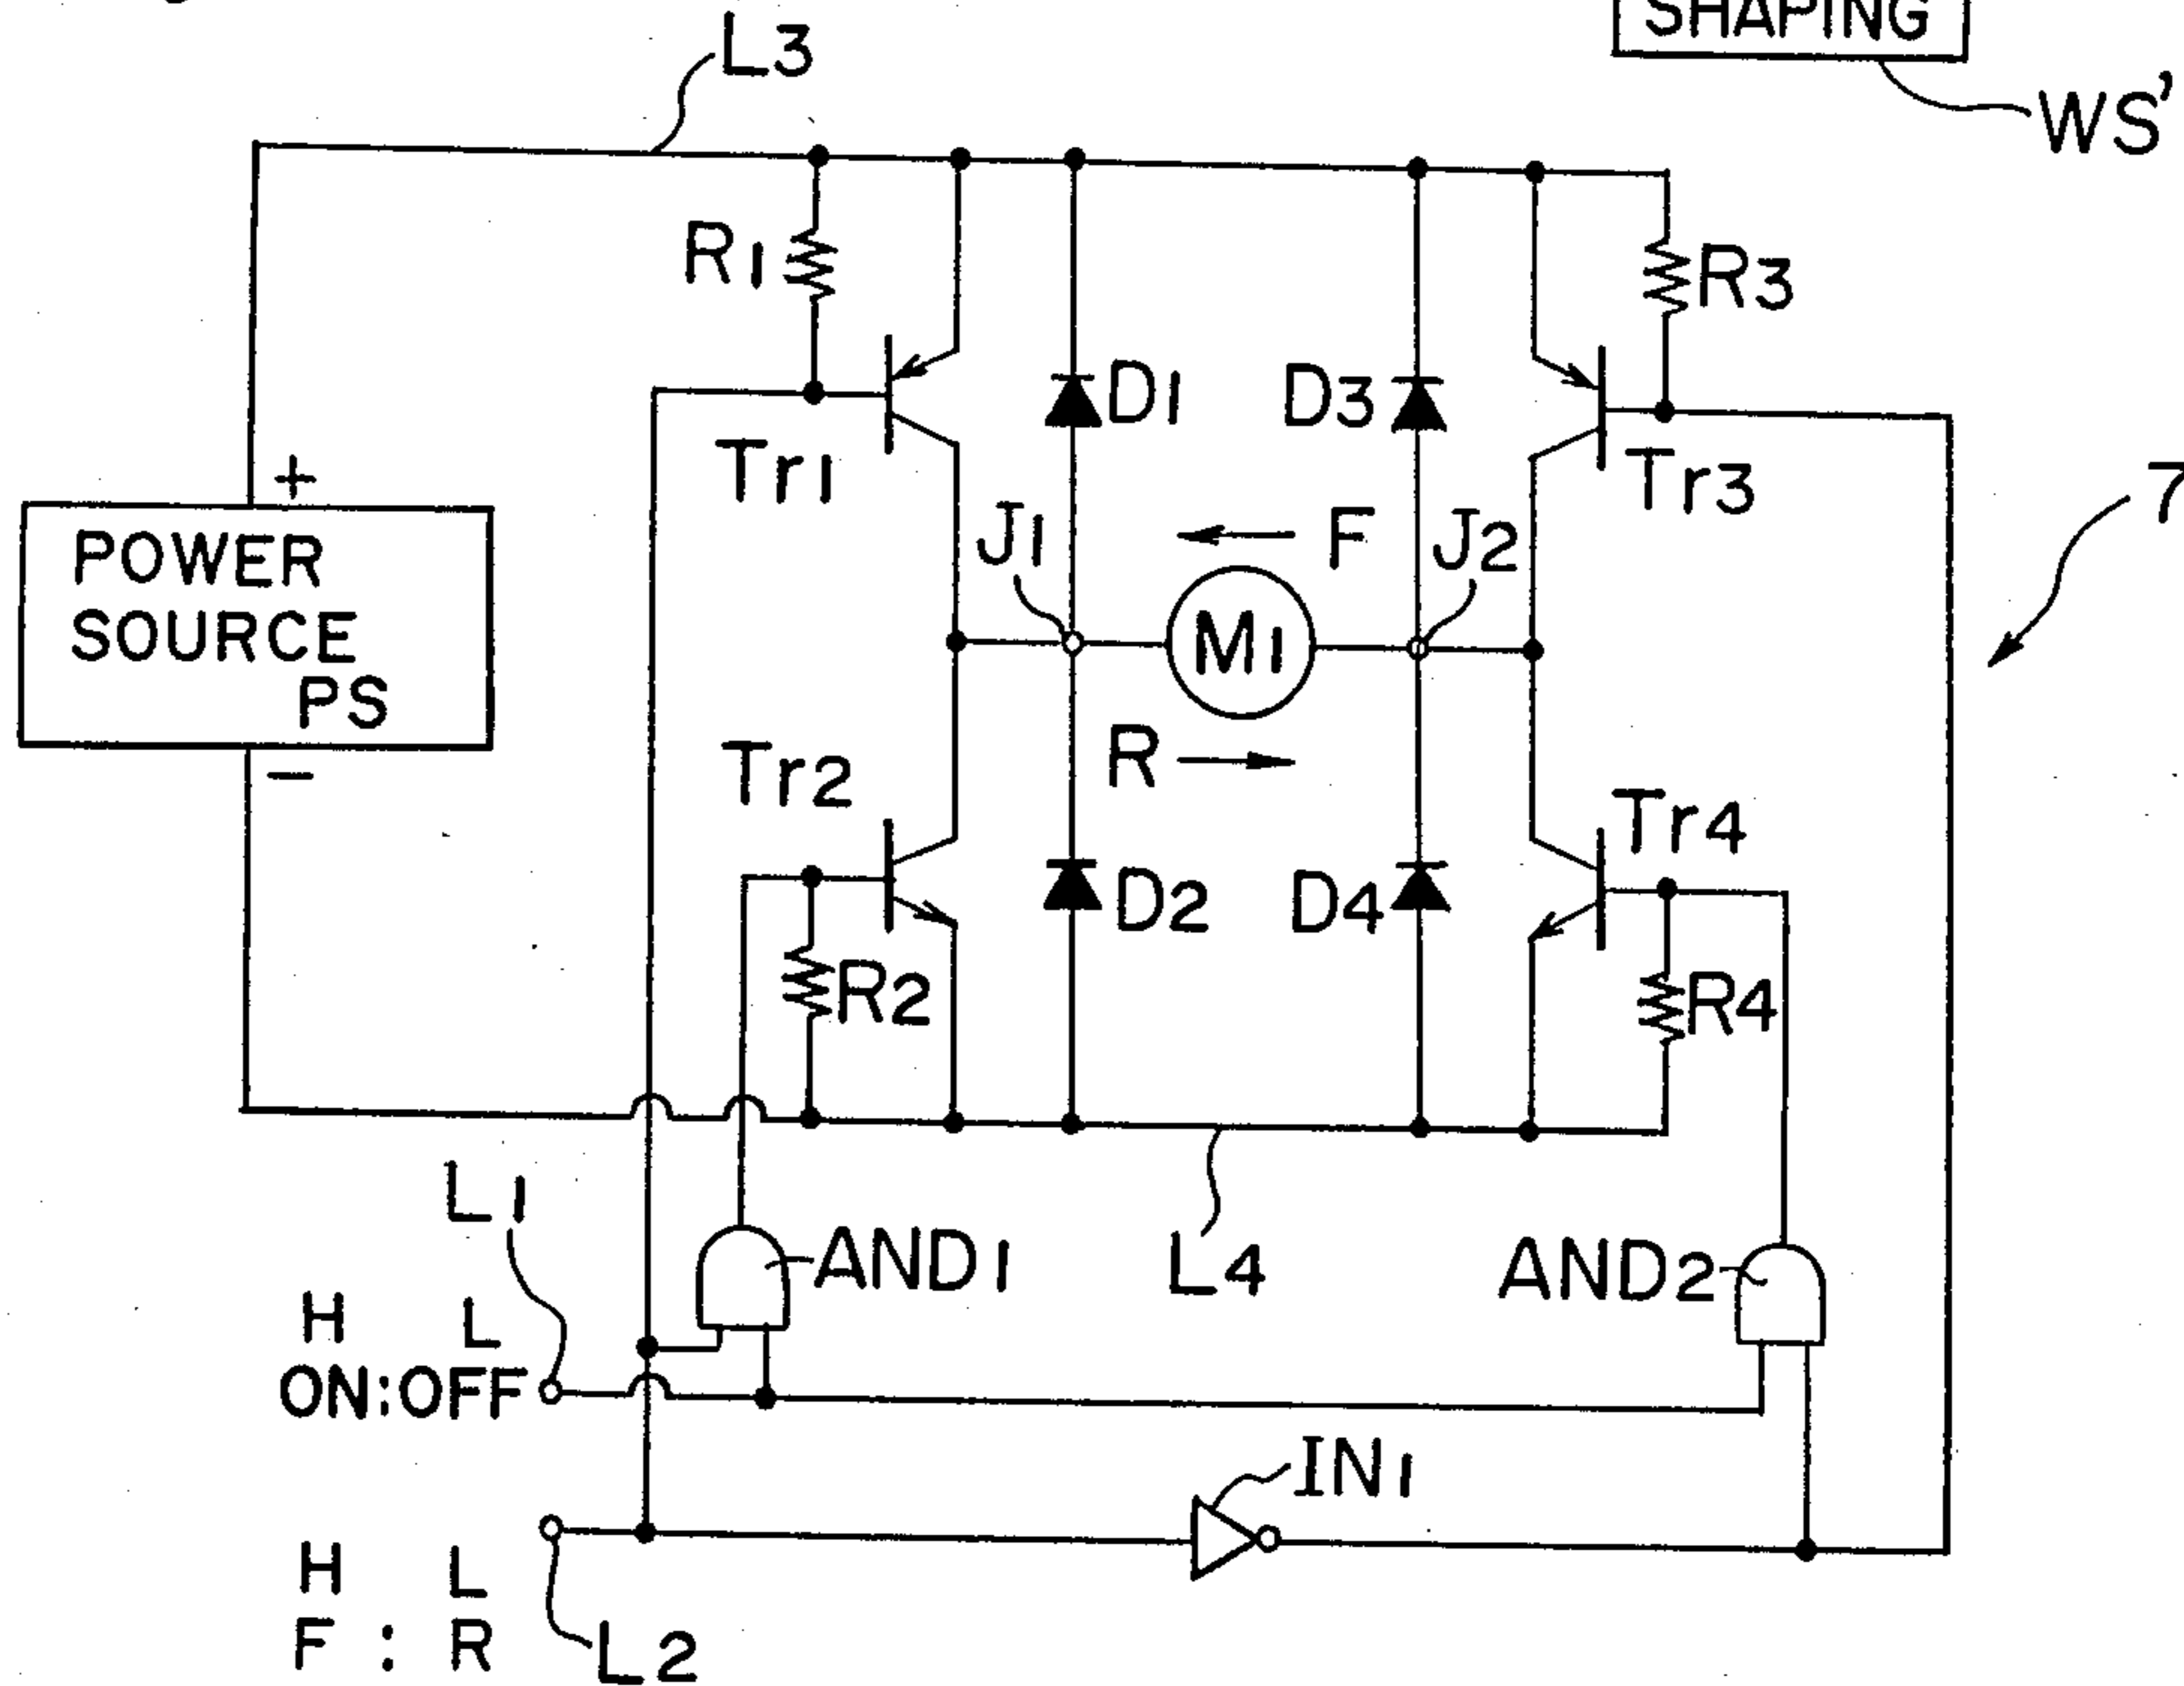 SHAPING
L3
WS'
R1
R3
D1
D3
Tr1
Tr3
+
J1
F
J2
7
POWER
SOURCE
PS
M1
−
R
Tr2
Tr4
D2
D4
R2
R4
L1
AND1
L4
AND2
H L
ON:OFF
IN1
H L
F : R
L2